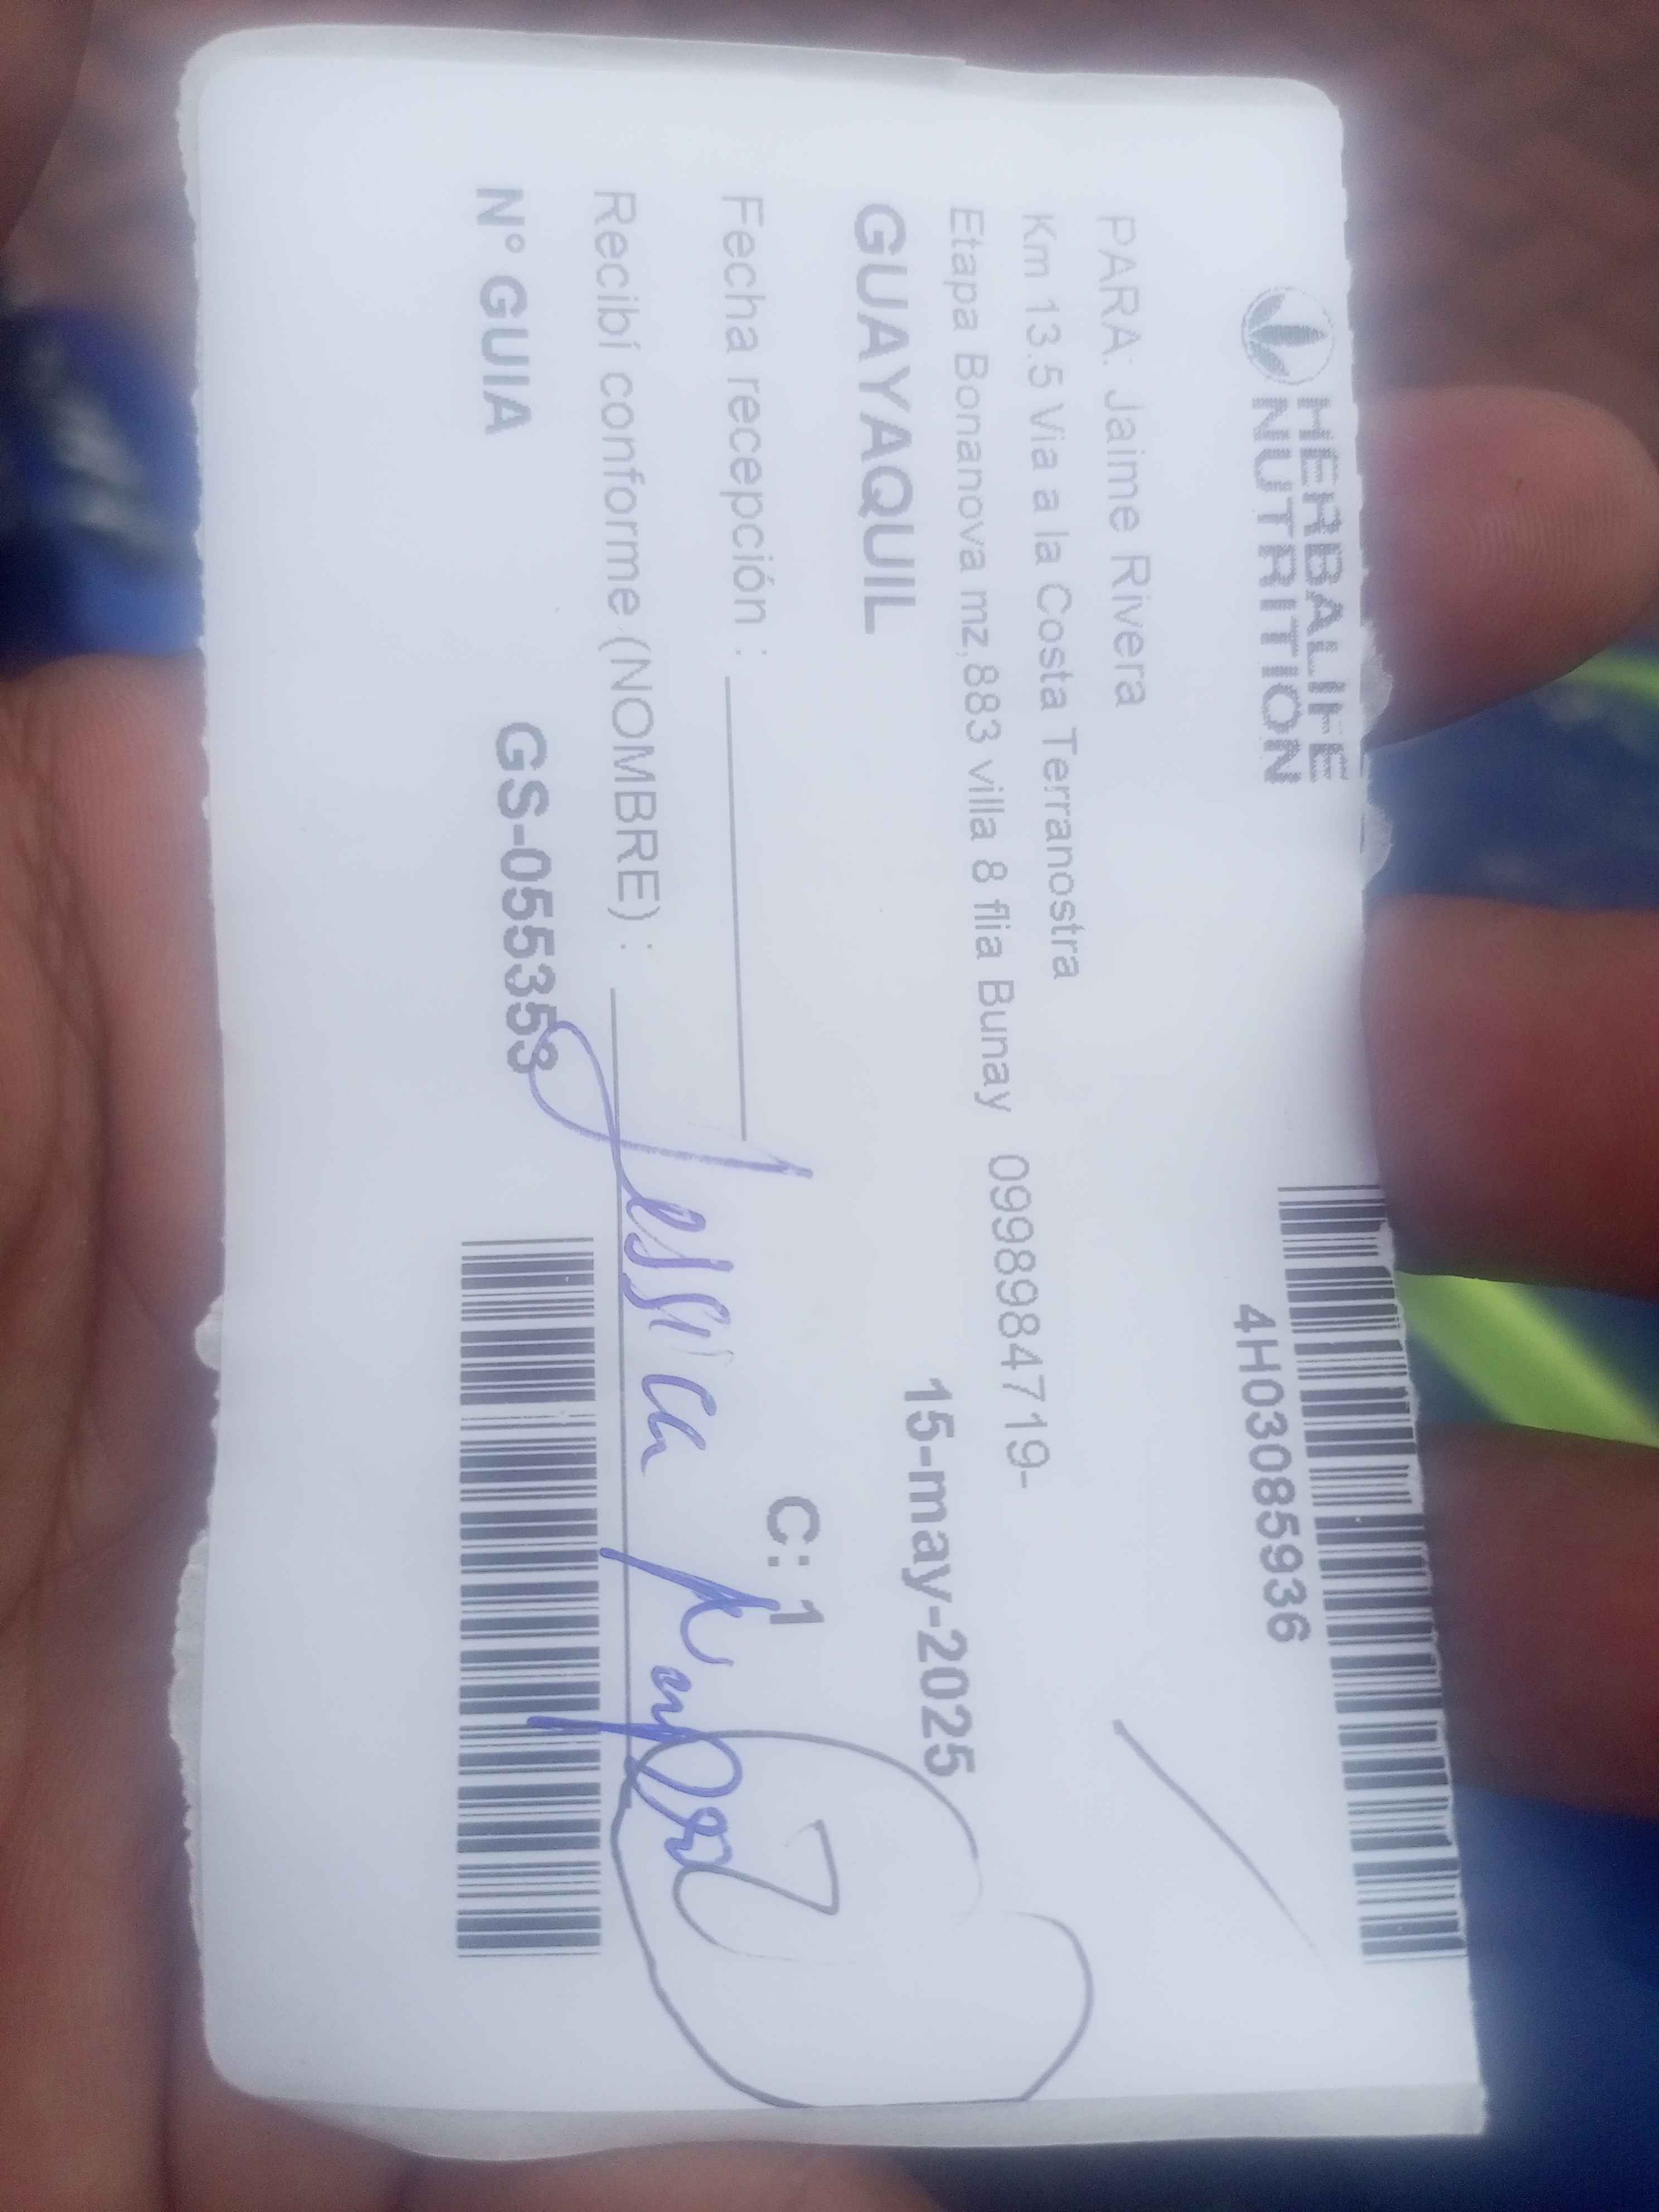 HERBALIFE
NUTRITION
4H03085936
PARA: Jaime Rivera
Km 13.5 Via a la Costa Terranostra
Etapa Bonanova mz,883 villa 8 flia Bunay 0998984719-
GUAYAQUIL 15-may-2025
Fecha recepción : C: 1
Recibí conforme (NOMBRE) : Jessica
N° GUIA GS-055353